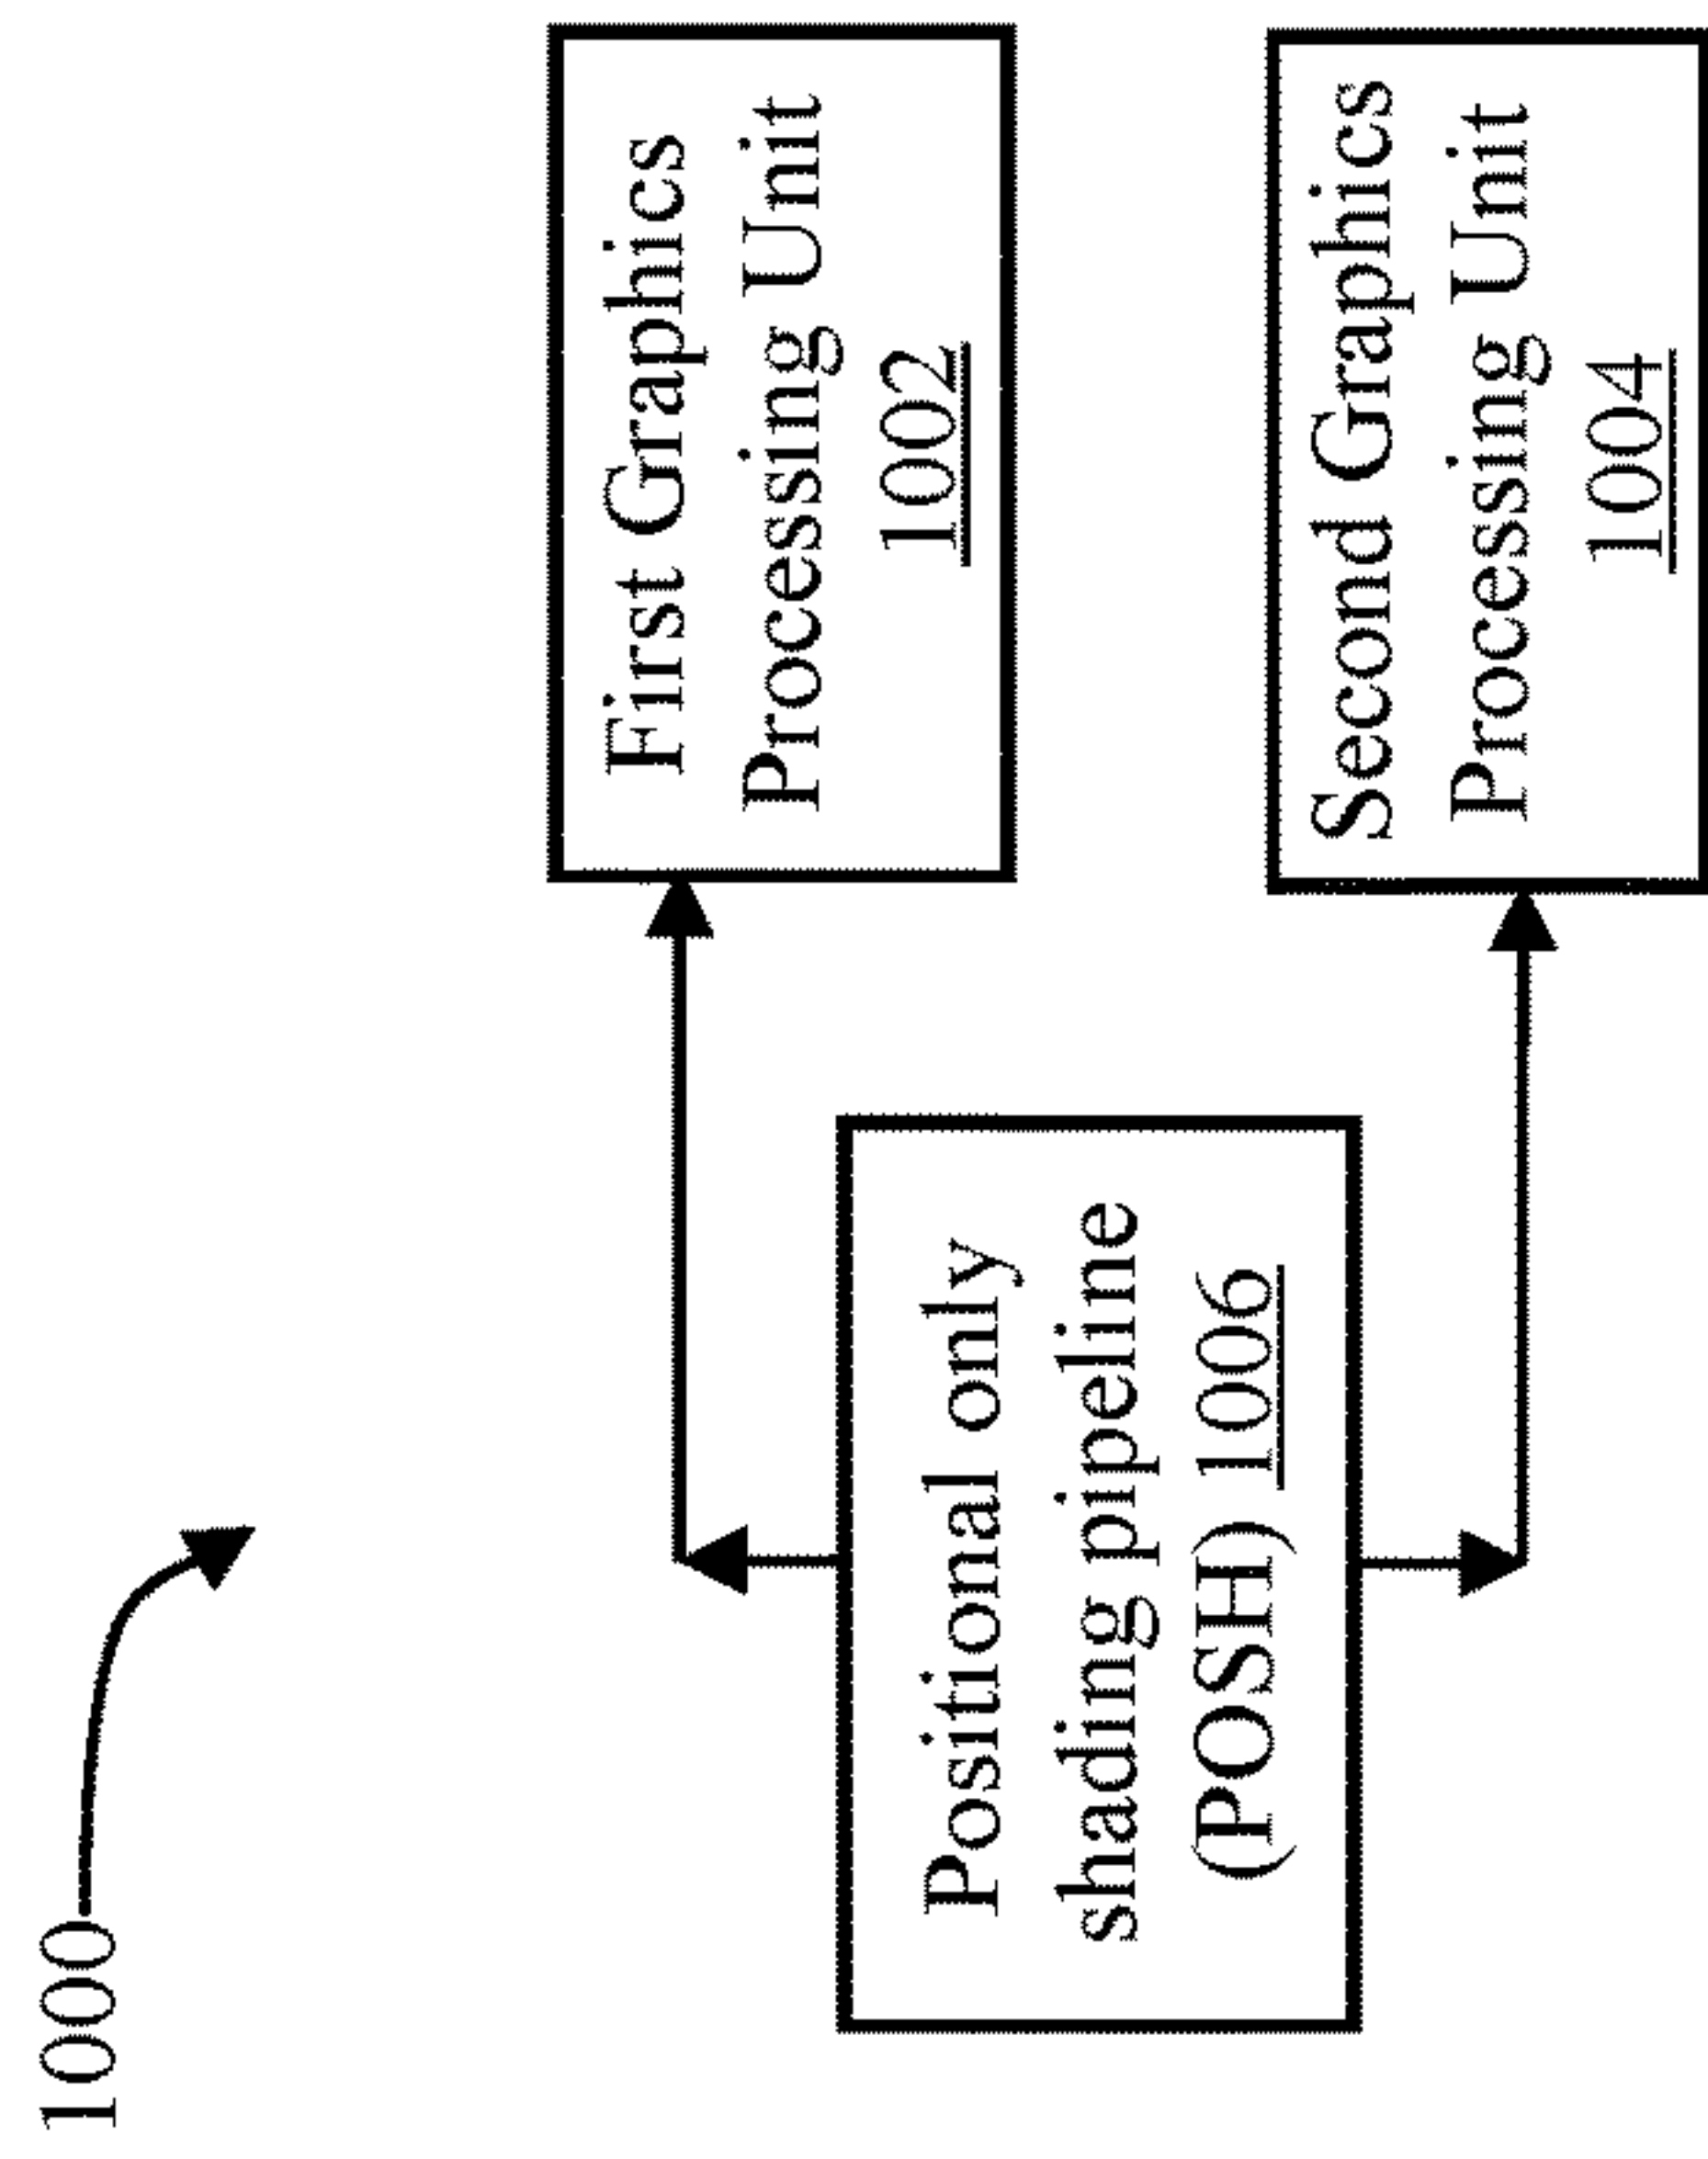 1000
First Graphics
Processing Unit
1002
Positional only
shading pipeline
(POSH) 1006
Second Graphics
Processing Unit
1004